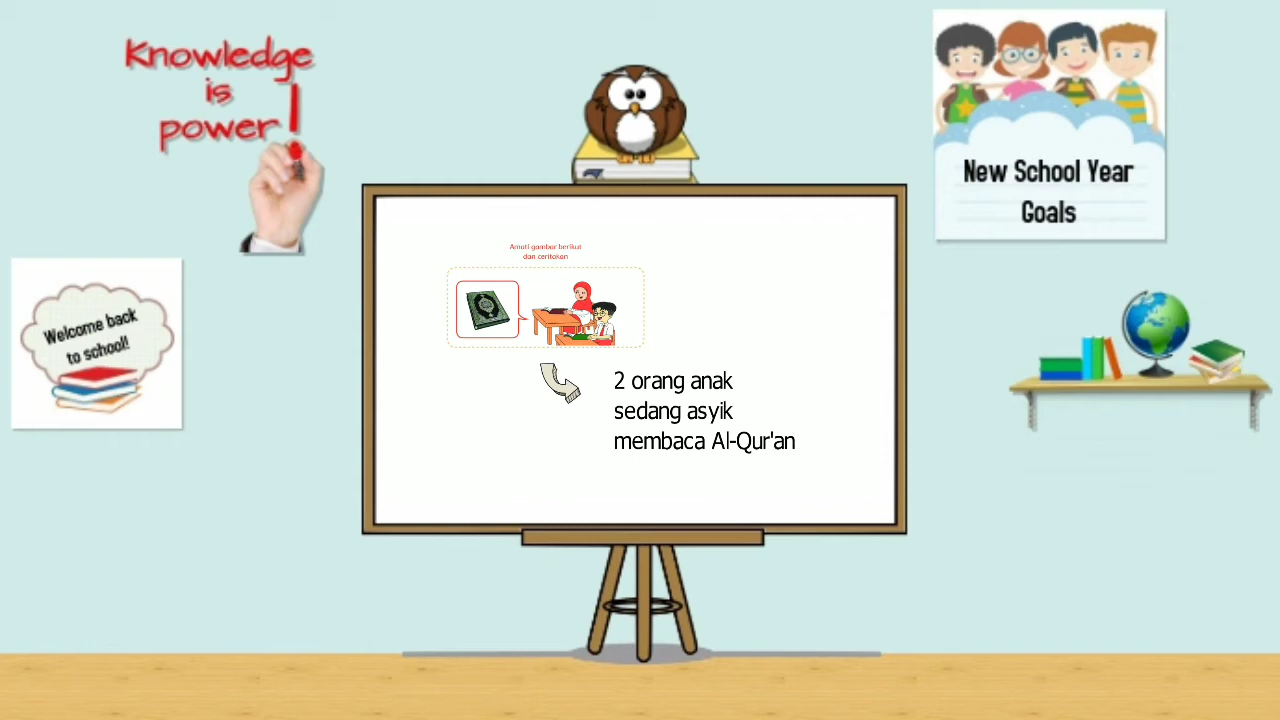 Knowledge
is
power!
New School Year
Goals
Welcome back
to school!
Amati gambar berikut
dan ceritakan
2 orang anak
sedang asyik
membaca Al-Qur'an